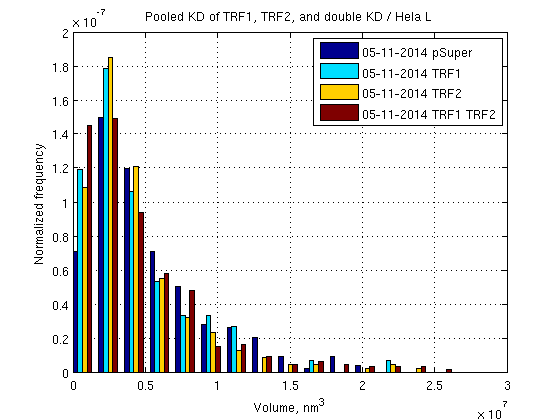 Pooled KD of TRF1, TRF2, and double KD / Hela L
× 10⁻⁷
2
1.8
1.6
1.4
1.2
1
0.8
0.6
0.4
0.2
0
Normalized frequency
05-11-2014 pSuper
05-11-2014 TRF1
05-11-2014 TRF2
05-11-2014 TRF1 TRF2
0 0.5 1 1.5 2 2.5 3
× 10⁷
Volume, nm³